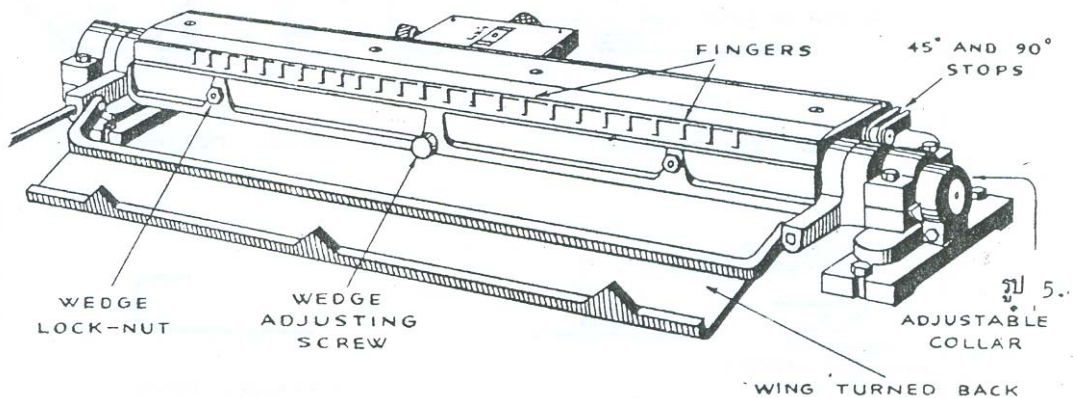 FINGERS
45° AND 90°
STOPS
WEDGE
LOCK-NUT
WEDGE
ADJUSTING
SCREW
รูป 5.
ADJUSTABLE
COLLAR
WING TURNED BACK